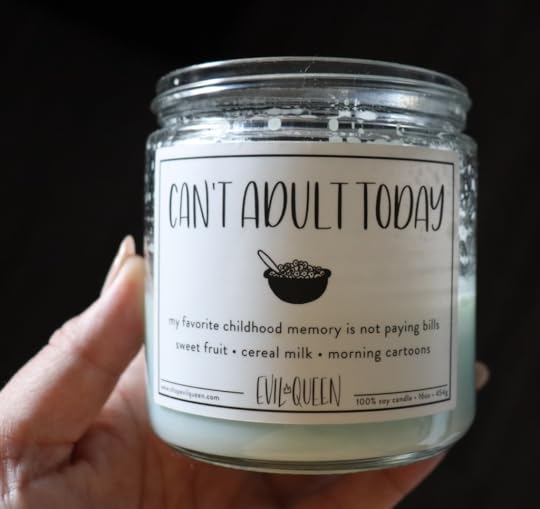 CAN'T ADULT TODAY
my favorite childhood memory is not paying bills
sweet fruit • cereal milk • morning cartoons
www.shopevilqueen.com
EVIL QUEEN
100% soy candle • 16oz • 454g